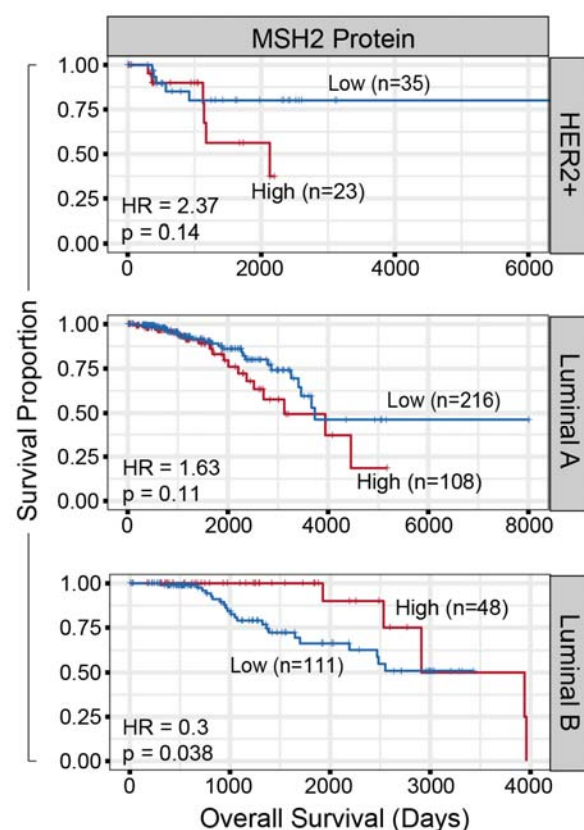 MSH2 Protein
Survival Proportion
1.00
0.75
0.50
0.25
0.00
Low (n=35)
High (n=23)
HR = 2.37
p = 0.14
0
2000
4000
6000
HER2+
1.00
0.75
0.50
0.25
0.00
Low (n=216)
High (n=108)
HR = 1.63
p = 0.11
0
2000
4000
6000
8000
Luminal A
1.00
0.75
0.50
0.25
0.00
High (n=48)
Low (n=111)
HR = 0.3
p = 0.038
0
1000
2000
3000
4000
Luminal B
Overall Survival (Days)